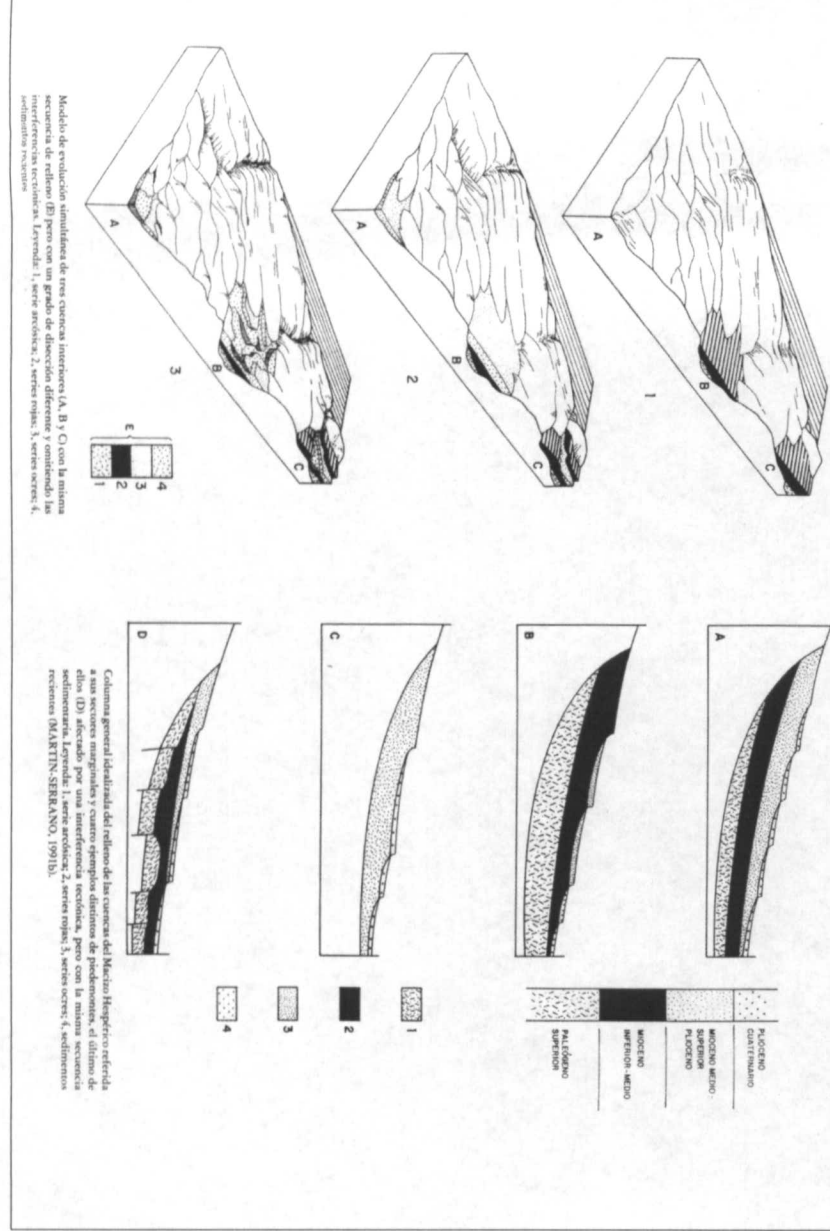 A
B
C
1
A
B
C
2
A
B
C
3
E
1
2
3
4
Modelo de evolución simultánea de tres cuencas interiores (A, B y C) con la misma
secuencia de relleno (E) pero con un grado de disección diferente y omitiendo las
interferencias tectónicas. Leyenda: 1, serie arcósica; 2, series rojas; 3, series ocres; 4,
sedimentos recientes
A
B
C
D
PLIOCENO
CUATERNARIO
MIOCENO MEDIO-
SUPERIOR
PLIOCENO
MIOCENO
INFERIOR-MEDIO
PALEÓGENO
SUPERIOR
1
2
3
4
Columna general idealizada del relleno de las cuencas del Macizo Hespérico referida
a sus sectores marginales y cuatro ejemplos distintos de piedemontes, el último de
ellos (D) afectado por una interferencia tectónica, pero con la misma secuencia
sedimentaria. Leyenda: 1, serie arcósica; 2, series rojas; 3, series ocres; 4, sedimentos
recientes (MARTIN-SERRANO, 1991b).